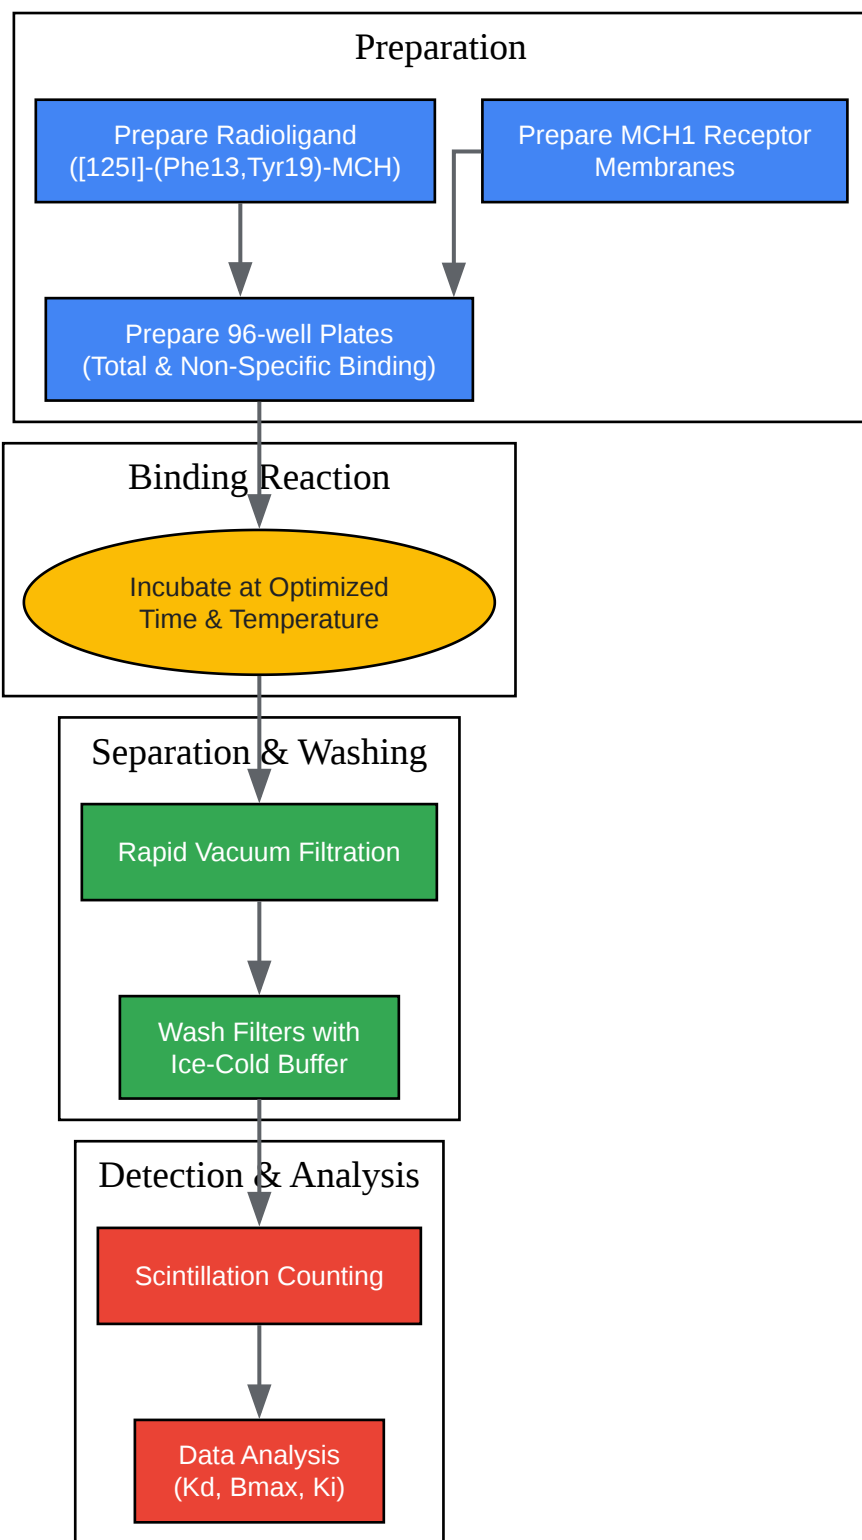 Preparation
Prepare Radioligand
([125I]-(Phe13,Tyr19)-MCH)
Prepare MCH1 Receptor
Membranes
Prepare 96-well Plates
(Total & Non-Specific Binding)
Binding Reaction
Incubate at Optimized
Time & Temperature
Separation & Washing
Rapid Vacuum Filtration
Wash Filters with
Ice-Cold Buffer
Detection & Analysis
Scintillation Counting
Data Analysis
(Kd, Bmax, Ki)